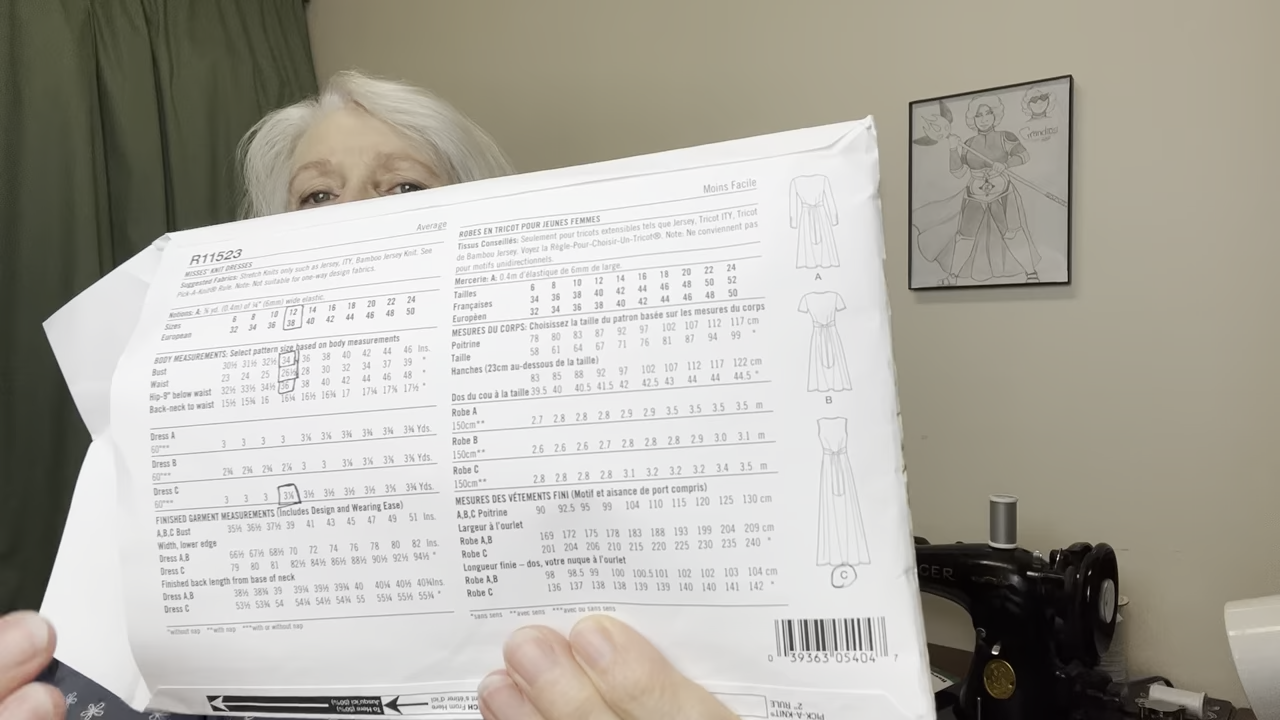 Average
R11523
MISSES' KNIT DRESSES
Suggested Fabrics: Stretch Knits only such as Jersey, ITY, Bamboo Jersey Knit. See
Pick-A-Knit® Rule. Note: Not suitable for one-way design fabrics.
Notions: A: ½ yd. (0.4m) of ¼" (6mm) wide elastic.
Sizes 6 8 10 12 14 16 18 20 22 24
European 32 34 36 38 40 42 44 46 48 50
BODY MEASUREMENTS: Select pattern size based on body measurements
Bust 30½ 31½ 32½ 34 36 38 40 42 44 46 Ins.
Waist 23 24 25 26½ 28 30 32 34 37 39 "
Hip-9" below waist 32½ 33½ 34½ 36 38 40 42 44 46 48 "
Back-neck to waist 15½ 15¾ 16 16¼ 16½ 16¾ 17 17¼ 17⅜ 17½ "
Dress A
60"*** 3 3 3 3 3⅛ 3¼ 3¾ 3¾ 3¾ 3¾ Yds.
Dress B
60"*** 2¾ 2¾ 2¾ 2⅞ 3 3 3⅛ 3⅛ 3¼ 3⅜ Yds.
Dress C
60"*** 3 3 3 3⅛ 3½ 3½ 3½ 3½ 3¾ 3¾ Yds.
FINISHED GARMENT MEASUREMENTS (Includes Design and Wearing Ease)
A,B,C Bust 35½ 36½ 37½ 39 41 43 45 47 49 51 Ins.
Width, lower edge
Dress A,B 66½ 67½ 68½ 70 72 74 76 78 80 82 Ins.
Dress C 79 80 81 82½ 84½ 86½ 88½ 90½ 92½ 94½ "
Finished back length from base of neck
Dress A,B 38½ 38¾ 39 39¼ 39½ 39¾ 40 40¼ 40½ 40¾ Ins.
Dress C 53½ 53¾ 54 54¼ 54½ 54¾ 55 55¼ 55½ 55¾ "
*without nap **with nap ***with or without nap
Moins Facile
ROBES EN TRICOT POUR JEUNES FEMMES
Tissus Conseillés: Seulement pour tricots extensibles tels que Jersey, Tricot ITY, Tricot
de Bambou Jersey. Voyez la Règle-Pour-Choisir-Un-Tricot®. Note: Ne conviennent pas
pour motifs unidirectionnels.
Mercerie: A: 0.4m d'élastique de 6mm de large.
Tailles 6 8 10 12 14 16 18 20 22 24
Françaises 34 36 38 40 42 44 46 48 50 52
Européen 32 34 36 38 40 42 44 46 48 50
MESURES DU CORPS: Choisissez la taille du patron basée sur les mesures du corps
Poitrine 78 80 83 87 92 97 102 107 112 117 cm
Taille 58 61 64 67 71 76 81 87 94 99 "
Hanches (23cm au-dessous de la taille)
83 85 88 92 97 102 107 112 117 122 cm
Dos du cou à la taille 39.5 40 40.5 41.5 42 42.5 43 44 44 44.5 "
Robe A
150cm** 2.7 2.8 2.8 2.8 2.9 2.9 3.5 3.5 3.5 3.5 m
Robe B
150cm** 2.6 2.6 2.6 2.7 2.8 2.8 2.8 2.9 3.0 3.1 m
Robe C
150cm** 2.8 2.8 2.8 2.8 3.1 3.2 3.2 3.2 3.4 3.5 m
MESURES DES VÊTEMENTS FINI (Motif et aisance de port compris)
A,B,C Poitrine 90 92.5 95 99 104 110 115 120 125 130 cm
Largeur à l'ourlet
Robe A,B 169 172 175 178 183 188 193 199 204 209 cm
Robe C 201 204 206 210 215 220 225 230 235 240 "
Longueur finie – dos, votre nuque à l'ourlet
Robe A,B 98 98.5 99 100 100.5 101 102 102 103 104 cm
Robe C 136 137 138 138 139 139 140 140 141 142 "
*sans sens **avec sens ***avec ou sans sens
A
B
C
0 39363 05404 7
To Here (50%)
Jusqu'ici (50%)
PICK-A-KNIT®
2" RULE